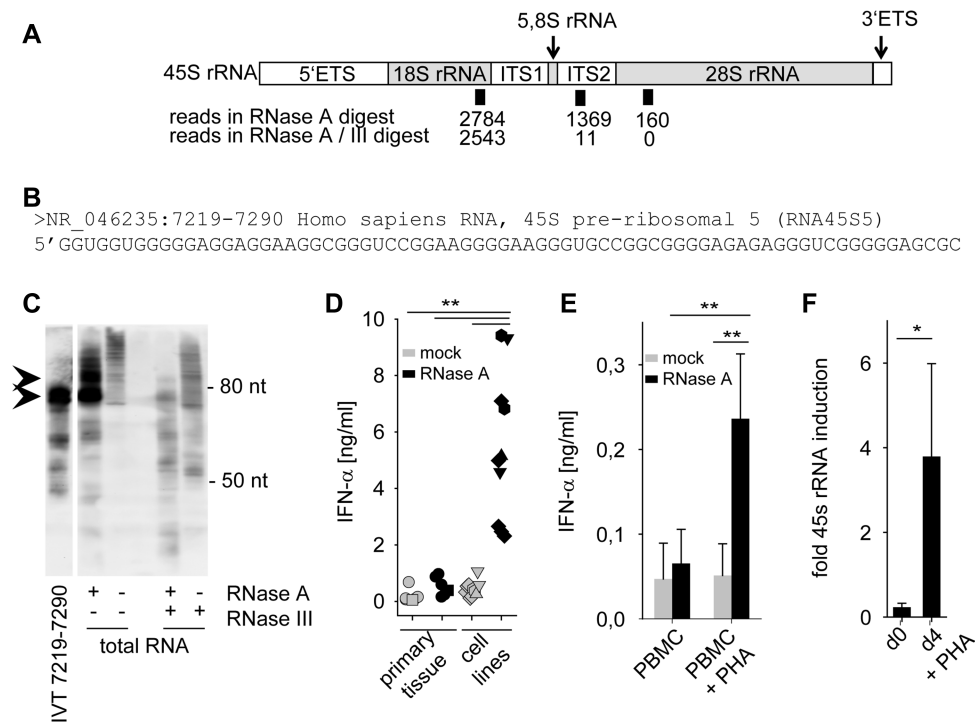 A
5,8S rRNA
3‘ETS
45S rRNA
5‘ETS
18S rRNA
ITS1
ITS2
28S rRNA
reads in RNase A digest 2784 1369 160
reads in RNase A / III digest 2543 11 0
B
>NR_046235:7219-7290 Homo sapiens RNA, 45S pre-ribosomal 5 (RNA45S5)
5’GGUGGUGGGGGAGGAGGAAGGCGGGUCCGGAAGGGGAAGGGUGCCGGCGGGGAGAGAGGGUCGGGGGAGCGC
C
- 80 nt
- 50 nt
+ - + - RNase A
- - + + RNase III
total RNA
IVT 7219-7290
D
**
10
8
6
4
2
0
IFN-α [ng/ml]
mock
RNase A
primary
tissue
cell
lines
E
**
**
0,3
0,2
0,1
0,0
IFN-α [ng/ml]
mock
RNase A
PBMC
PBMC
+ PHA
F
*
6
4
2
0
fold 45s rRNA induction
d0
d4
+ PHA